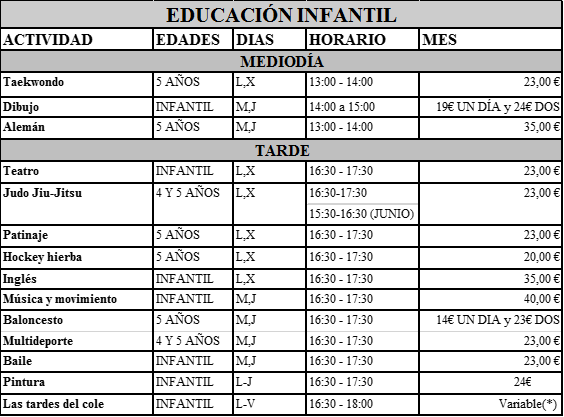 EDUCACIÓN INFANTIL
ACTIVIDAD EDADES DIAS HORARIO MES
MEDIODÍA
Taekwondo 5 AÑOS L,X 13:00 - 14:00 23,00 €
Dibujo INFANTIL M,J 14:00 a 15:00 19€ UN DÍA y 24€ DOS
Alemán 5 AÑOS M,J 13:00 - 14:00 35,00 €
TARDE
Teatro INFANTIL L,X 16:30 - 17:30 23,00 €
Judo Jiu-Jitsu 4 Y 5 AÑOS L,X 16:30-17:30 23,00 €
15:30-16:30 (JUNIO)
Patinaje 5 AÑOS L,X 16:30 - 17:30 23,00 €
Hockey hierba 5 AÑOS L,X 16:30 - 17:30 20,00 €
Inglés INFANTIL L,X 16:30 - 17:30 35,00 €
Música y movimiento INFANTIL M,J 16:30 - 17:30 40,00 €
Baloncesto 5 AÑOS M,J 16:30 - 17:30 14€ UN DIA y 23€ DOS
Multideporte 4 Y 5 AÑOS M,J 16:30 - 17:30 23,00 €
Baile INFANTIL M,J 16:30 - 17:30 23,00 €
Pintura INFANTIL L-J 16:30 - 17:30 24€
Las tardes del cole INFANTIL L-V 16:30 - 18:00 Variable(*)